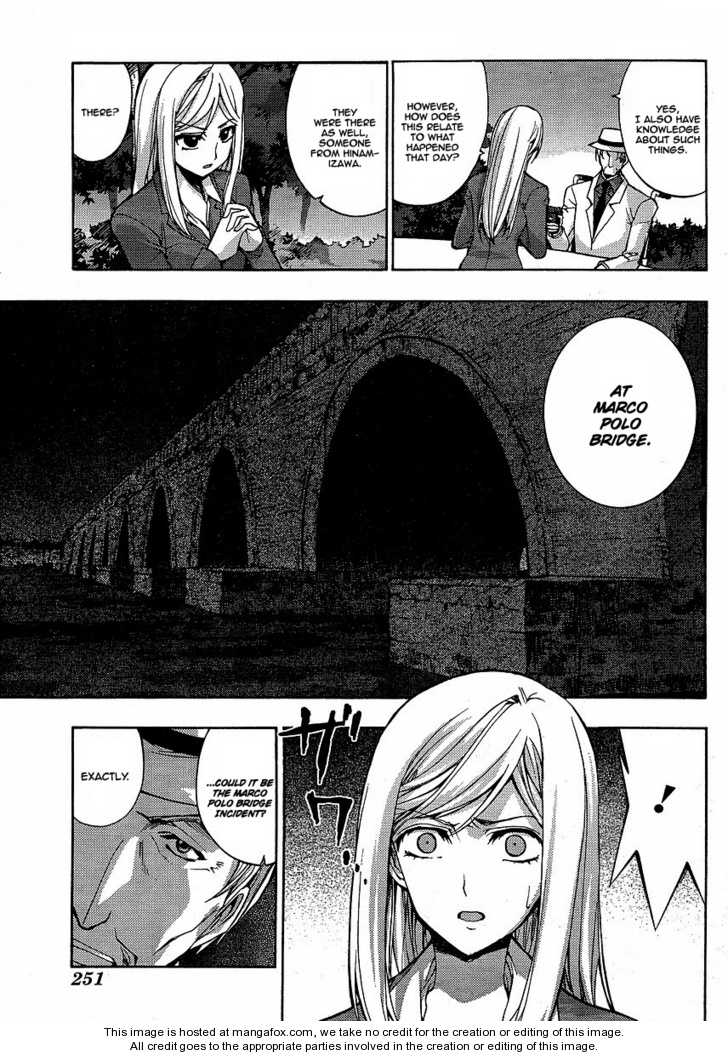 YES,
I ALSO HAVE
KNOWLEDGE
ABOUT SUCH
THINGS.
HOWEVER,
HOW DOES
THIS RELATE
TO WHAT
HAPPENED
THAT DAY?
THEY
WERE THERE
AS WELL,
SOMEONE
FROM HINAM-
IZAWA.
THERE?
AT
MARCO
POLO
BRIDGE.
!
ザワ…
...COULD IT BE
THE MARCO
POLO BRIDGE
INCIDENT?
EXACTLY.
251
This image is hosted at mangafox.com, we take no credit for the creation or editing of this image.
All credit goes to the appropriate parties involved in the creation or editing of this image.